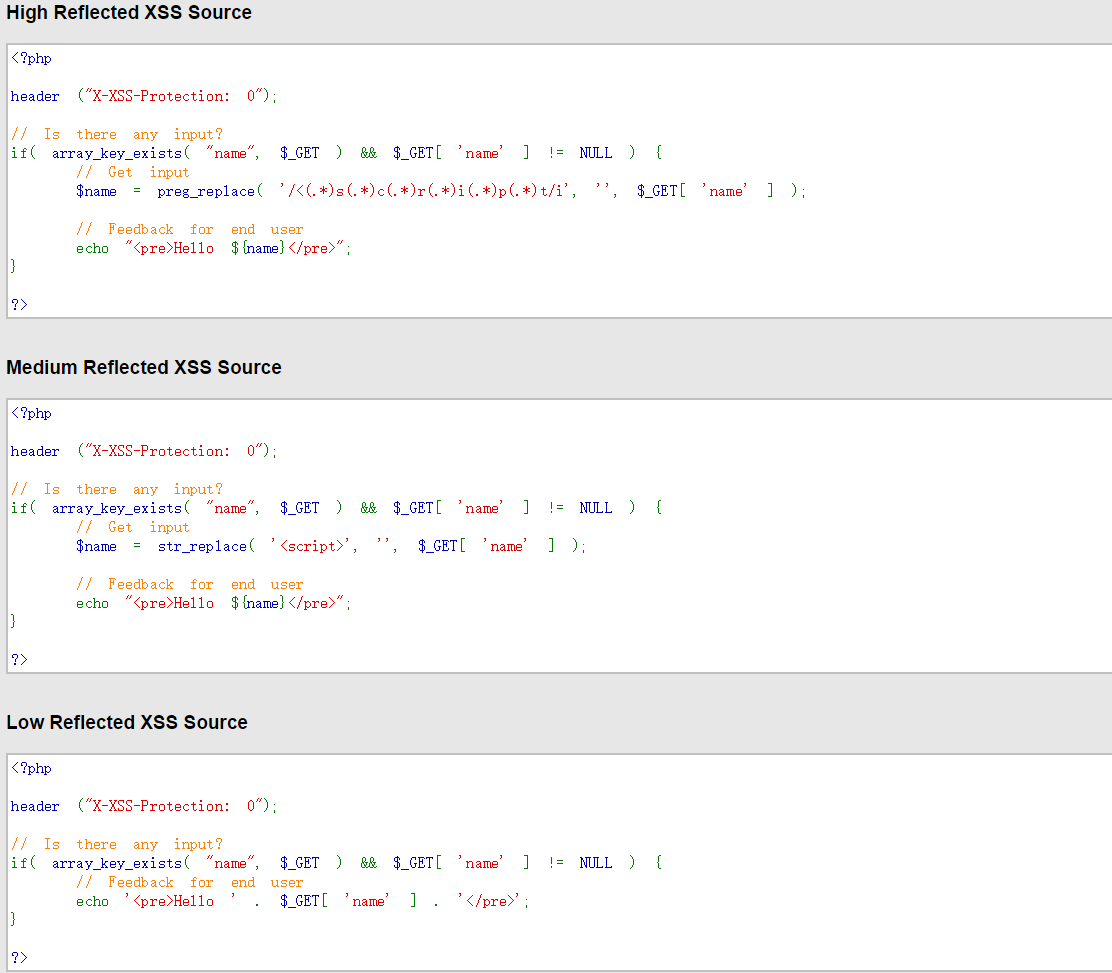 High Reflected XSS Source
<?php
header ("X-XSS-Protection: 0");
// Is there any input?
if( array_key_exists( "name", $_GET ) && $_GET[ 'name' ] != NULL ) {
// Get input
$name = preg_replace( '/<(.*)s(.*)c(.*)r(.*)i(.*)p(.*)t/i', '', $_GET[ 'name' ] );
// Feedback for end user
echo "<pre>Hello ${name}</pre>";
}
?>
Medium Reflected XSS Source
<?php
header ("X-XSS-Protection: 0");
// Is there any input?
if( array_key_exists( "name", $_GET ) && $_GET[ 'name' ] != NULL ) {
// Get input
$name = str_replace( '<script>', '', $_GET[ 'name' ] );
// Feedback for end user
echo "<pre>Hello ${name}</pre>";
}
?>
Low Reflected XSS Source
<?php
header ("X-XSS-Protection: 0");
// Is there any input?
if( array_key_exists( "name", $_GET ) && $_GET[ 'name' ] != NULL ) {
// Feedback for end user
echo '<pre>Hello ' . $_GET[ 'name' ] . '</pre>';
}
?>